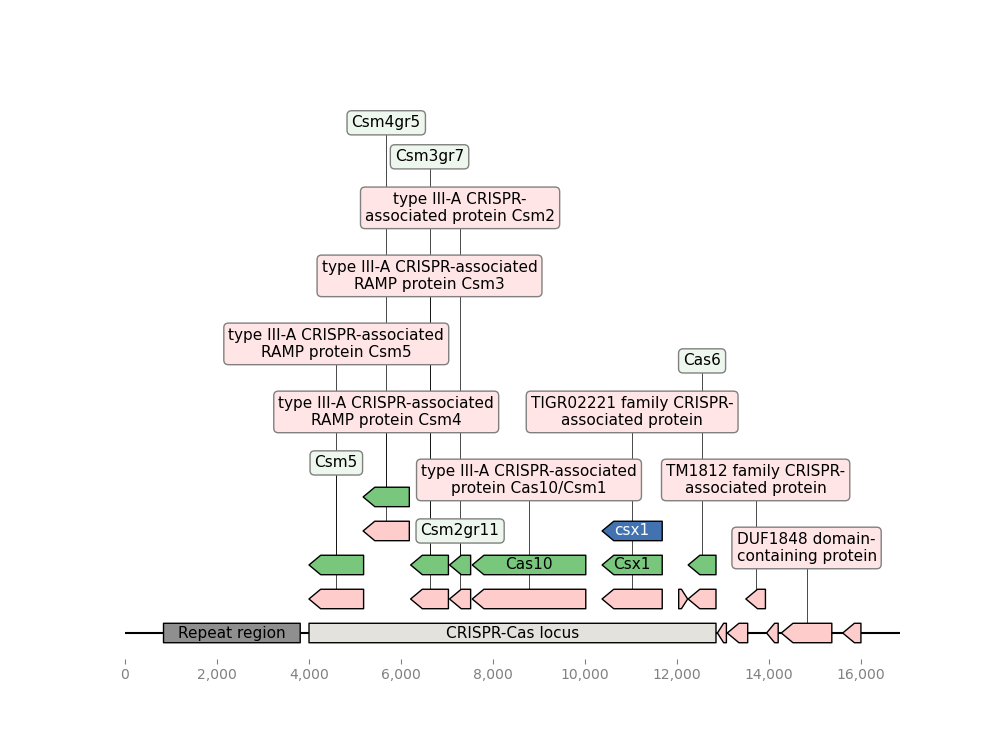 Csm4gr5
Csm3gr7
type III-A CRISPR-
associated protein Csm2
type III-A CRISPR-associated
RAMP protein Csm3
type III-A CRISPR-associated
RAMP protein Csm5
Cas6
type III-A CRISPR-associated
RAMP protein Csm4
TIGR02221 family CRISPR-
associated protein
Csm5
type III-A CRISPR-associated
protein Cas10/Csm1
TM1812 family CRISPR-
associated protein
Csm2gr11
csx1
DUF1848 domain-
containing protein
Cas10
Csx1
Repeat region
CRISPR-Cas locus
0
2,000
4,000
6,000
8,000
10,000
12,000
14,000
16,000